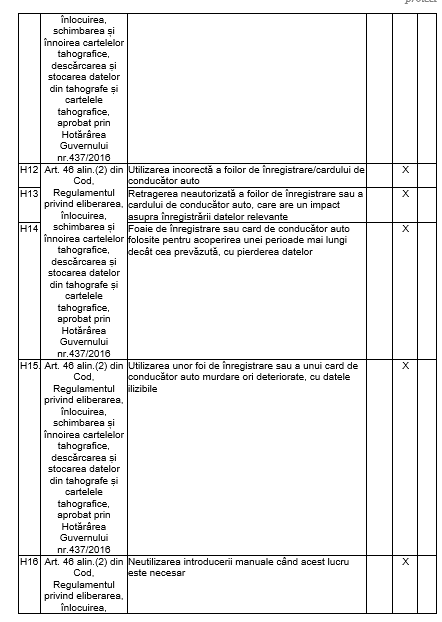 proiect
înlocuirea,
schimbarea și
înnoirea cartelelor
tahografice,
descărcarea și
stocarea datelor
din tahografe și
cartelele
tahografice,
aprobat prin
Hotărârea
Guvernului
nr.437/2016
H12 Art. 46 alin.(2) din Utilizarea incorectă a foilor de înregistrare/cardului de X
Cod, conducător auto
H13 Regulamentul Retragerea neautorizată a foilor de înregistrare sau a X
privind eliberarea, cardului de conducător auto, care are un impact
înlocuirea, asupra înregistrării datelor relevante
H14 schimbarea și Foaie de înregistrare sau card de conducător auto X
înnoirea cartelelor folosite pentru acoperirea unei perioade mai lungi
tahografice, decât cea prevăzută, cu pierderea datelor
descărcarea și
stocarea datelor
din tahografe și
cartelele
tahografice,
aprobat prin
Hotărârea
Guvernului
nr.437/2016
H15. Art. 46 alin.(2) din Utilizarea unor foi de înregistrare sau a unui card de X
Cod, conducător auto murdare ori deteriorate, cu datele
Regulamentul ilizibile
privind eliberarea,
înlocuirea,
schimbarea și
înnoirea cartelelor
tahografice,
descărcarea și
stocarea datelor
din tahografe și
cartelele
tahografice,
aprobat prin
Hotărârea
Guvernului
nr.437/2016
H16 Art. 46 alin.(2) din Neutilizarea introducerii manuale când acest lucru X
Cod, este necesar
Regulamentul
privind eliberarea,
înlocuirea,